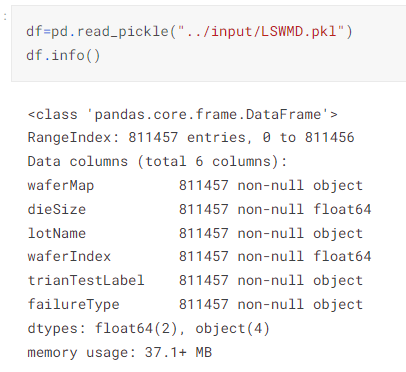 :
df=pd.read_pickle("../input/LSWMD.pkl")
df.info()
<class 'pandas.core.frame.DataFrame'>
RangeIndex: 811457 entries, 0 to 811456
Data columns (total 6 columns):
waferMap          811457 non-null object
dieSize           811457 non-null float64
lotName           811457 non-null object
waferIndex        811457 non-null float64
trianTestLabel    811457 non-null object
failureType       811457 non-null object
dtypes: float64(2), object(4)
memory usage: 37.1+ MB